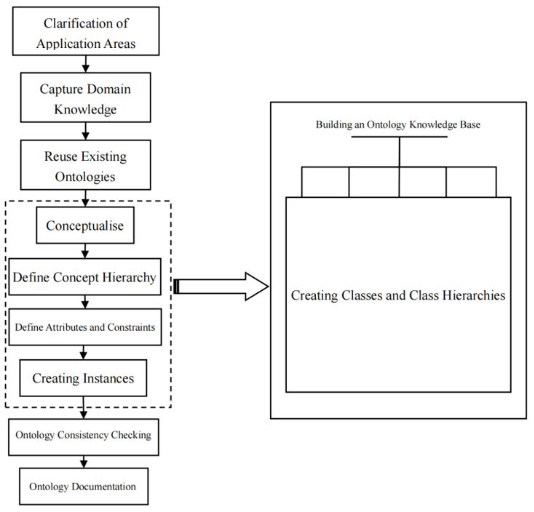 Clarification of
Application Areas
Capture Domain
Knowledge
Reuse Existing
Ontologies
Conceptualise
Define Concept Hierarchy
Define Attributes and Constraints
Creating Instances
Ontology Consistency Checking
Ontology Documentation
Building an Ontology Knowledge Base
Creating Classes and Class Hierarchies